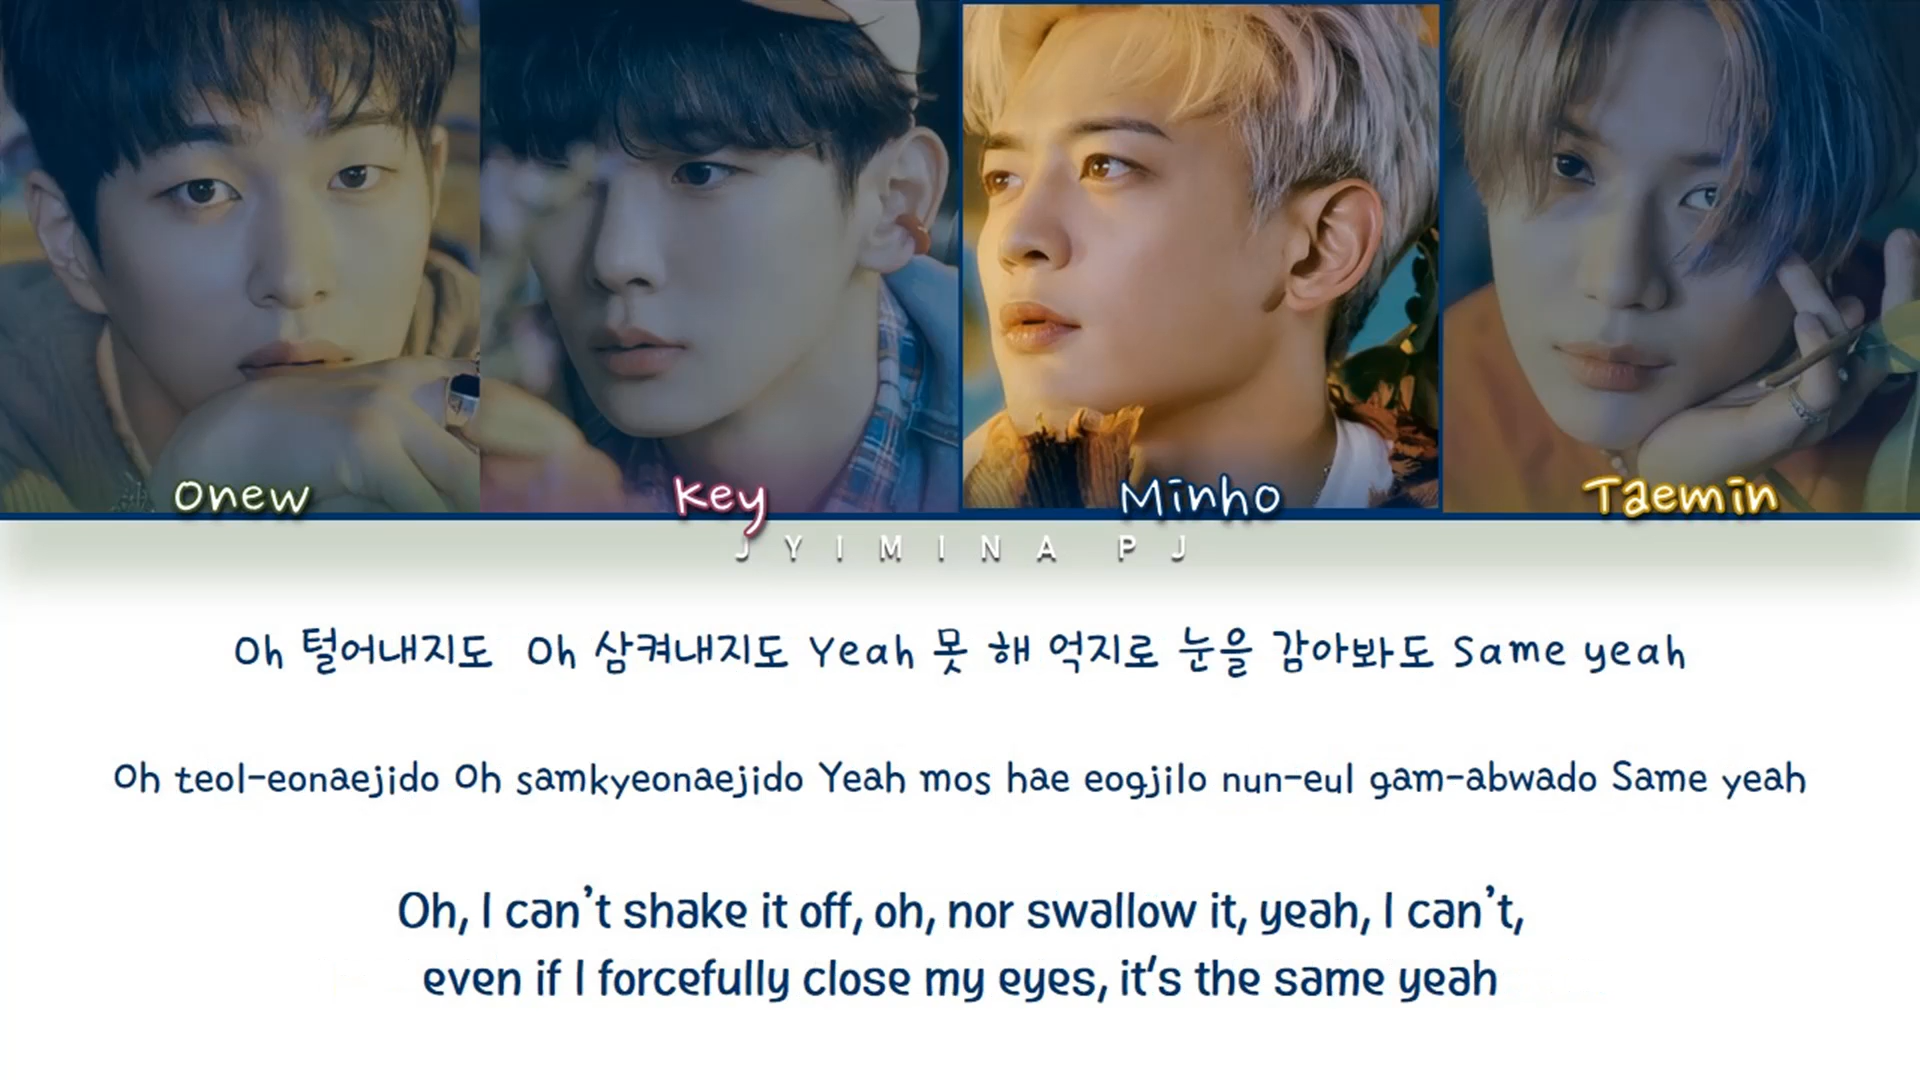 Onew
Key
Minho
Taemin
JYIMINA PJ
Oh 털어내지도 Oh 삼켜내지도 Yeah 못 해 억지로 눈을 감아봐도 Same yeah
Oh teol-eonaejido Oh samkyeonaejido Yeah mos hae eogjilo nun-eul gam-abwado Same yeah
Oh, I can't shake it off, oh, nor swallow it, yeah, I can't,
even if I forcefully close my eyes, it's the same yeah